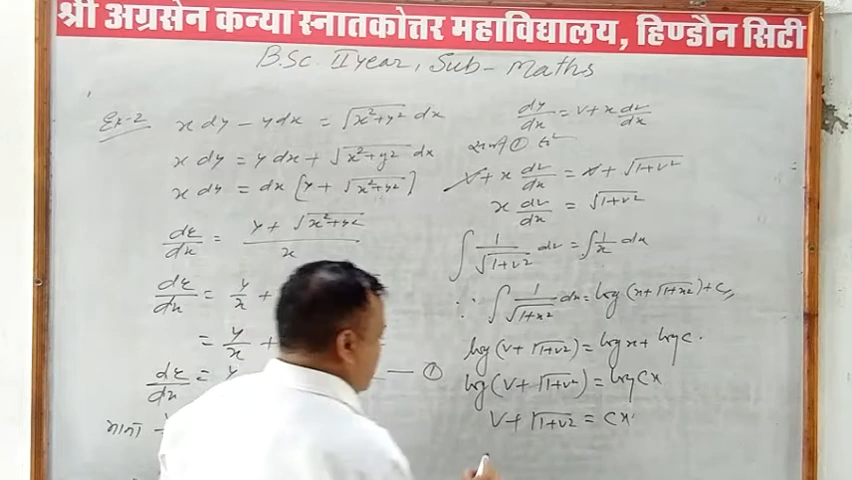 श्री अग्रसेन कन्या स्नातकोत्तर महाविद्यालय, हिण्डौन सिटी
B.Sc. II year, Sub- Maths
Ex-2 x dy - y dx = √(x²+y²) dx
x dy = y dx + √(x²+y²) dx
x dy = dx [y + √(x²+y²)]
dy/dx = (y + √(x²+y²))/x
dy/dx = y/x +
= y/x +
dy/dx = y — ①
माना
dy/dx = v + x dv/dx
① से
v + x dv/dx = v + √(1+v²)
x dv/dx = √(1+v²)
∫ 1/√(1+v²) dv = ∫ 1/x dx
∵ ∫ 1/√(1+x²) dx = log (x + √(1+x²)) + c,
log (v + √(1+v²)) = log x + log c.
log (v + √(1+v²)) = log cx
v + √(1+v²) = cx